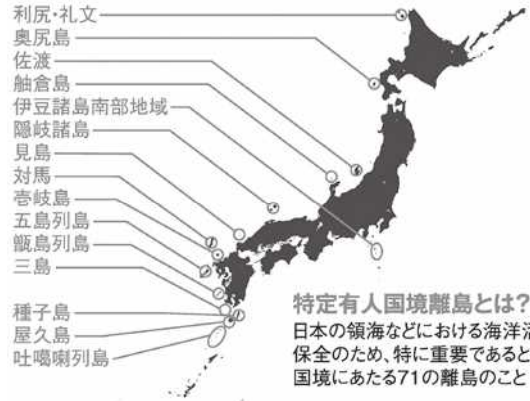 利尻・礼文
奥尻島
佐渡
舳倉島
伊豆諸島南部地域
隠岐諸島
見島
対馬
壱岐島
五島列島
甑島列島
三島
種子島
屋久島
吐噶喇列島
特定有人国境離島とは?
日本の領海などにおける海洋活
保全のため、特に重要であると
国境にあたる71の離島のこと